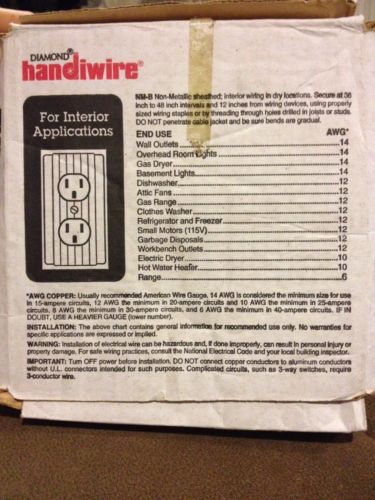 DIAMOND®
handiwire®
For Interior
Applications
NM-B Non-Metallic sheathed; interior wiring in dry locations. Secure at 36
inch to 48 inch intervals and 12 inches from wiring devices, using properly
sized wiring staples or by threading through holes drilled in joists or studs.
DO NOT penetrate cable jacket and be sure bends are gradual.
END USE AWG*
Wall Outlets 14
Overhead Room Lights 14
Gas Dryer 14
Basement Lights 14
Dishwasher 12
Attic Fans 12
Gas Range 12
Clothes Washer 12
Refrigerator and Freezer 12
Small Motors (115V) 12
Garbage Disposals 12
Workbench Outlets 12
Electric Dryer 10
Hot Water Heater 10
Range 6
*AWG COPPER: Usually recommended American Wire Gauge. 14 AWG is considered the minimum size for use
in 15-ampere circuits, 12 AWG the minimum in 20-ampere circuits and 10 AWG the minimum in 25-ampere
circuits, 8 AWG minimum in 30-ampere circuits, and 6 AWG the minimum in 40-ampere circuits. IF IN
DOUBT, USE A HEAVIER GAUGE (lower number).
INSTALLATION: The above chart contains general information for recommended use only. No warranties for
specific applications are expressed or implied.
WARNING: Installation of electrical wire can be hazardous and, if done improperly, can result in personal injury or
property damage. For safe wiring practices, consult the National Electrical Code and your local building inspector.
IMPORTANT: Turn OFF power before installation. DO NOT connect copper conductors to aluminum conductors
without U.L. connectors intended for such purposes. Complicated circuits, such as 3-way switches, require
3-conductor wire.